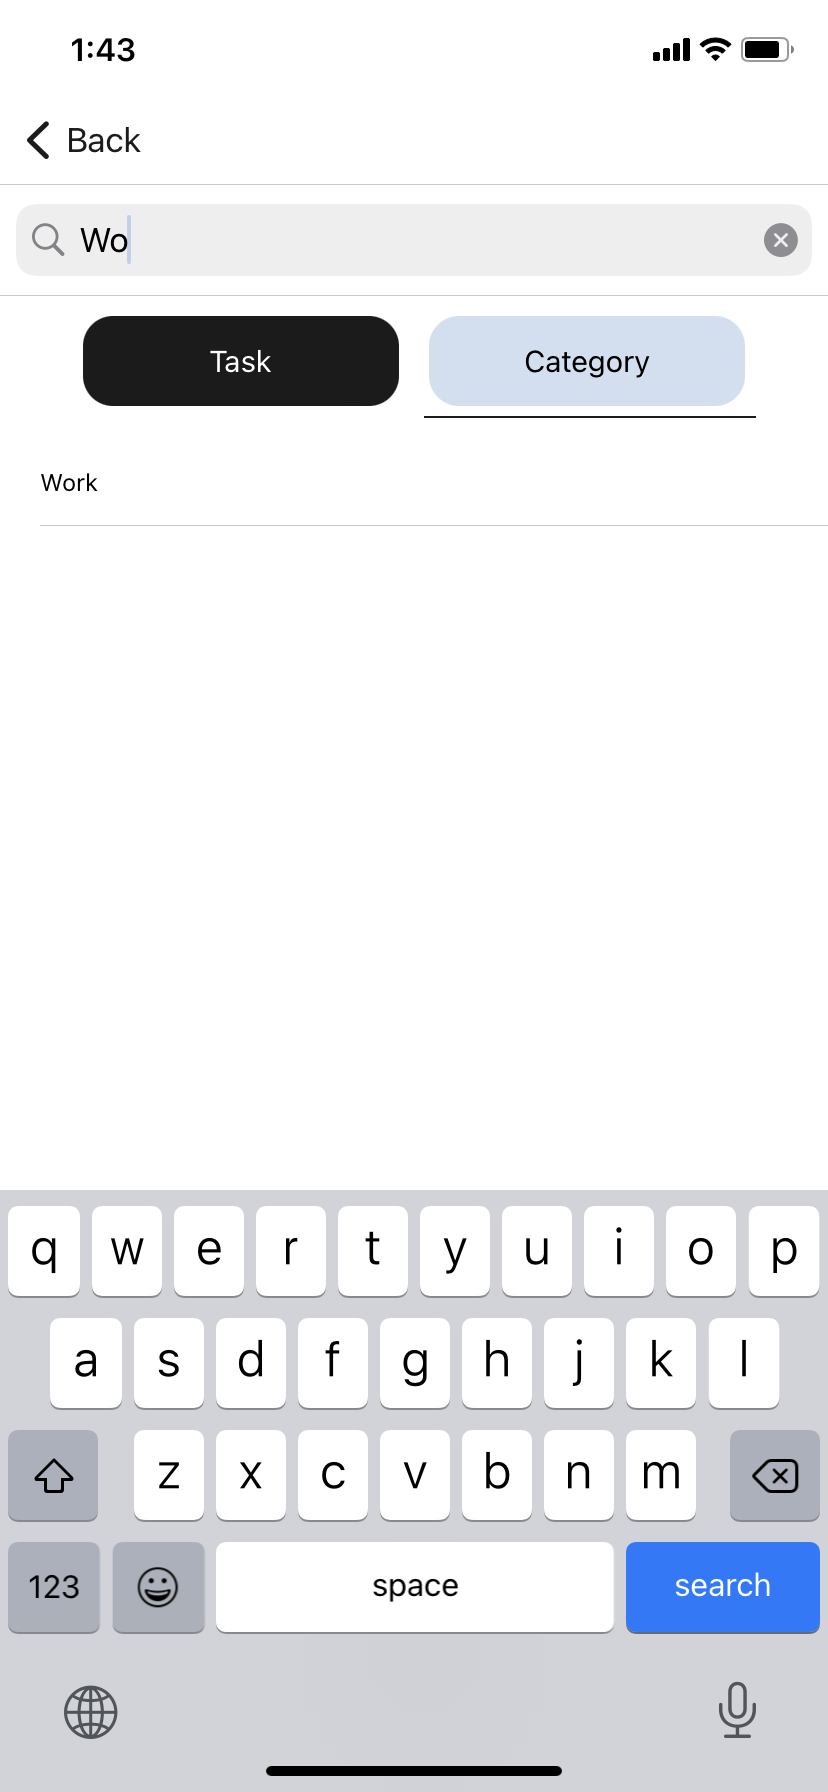 1:43
Back
Wo
Task Category
Work
q w e r t y u i o p
a s d f g h j k l
z x c v b n m
123 space search